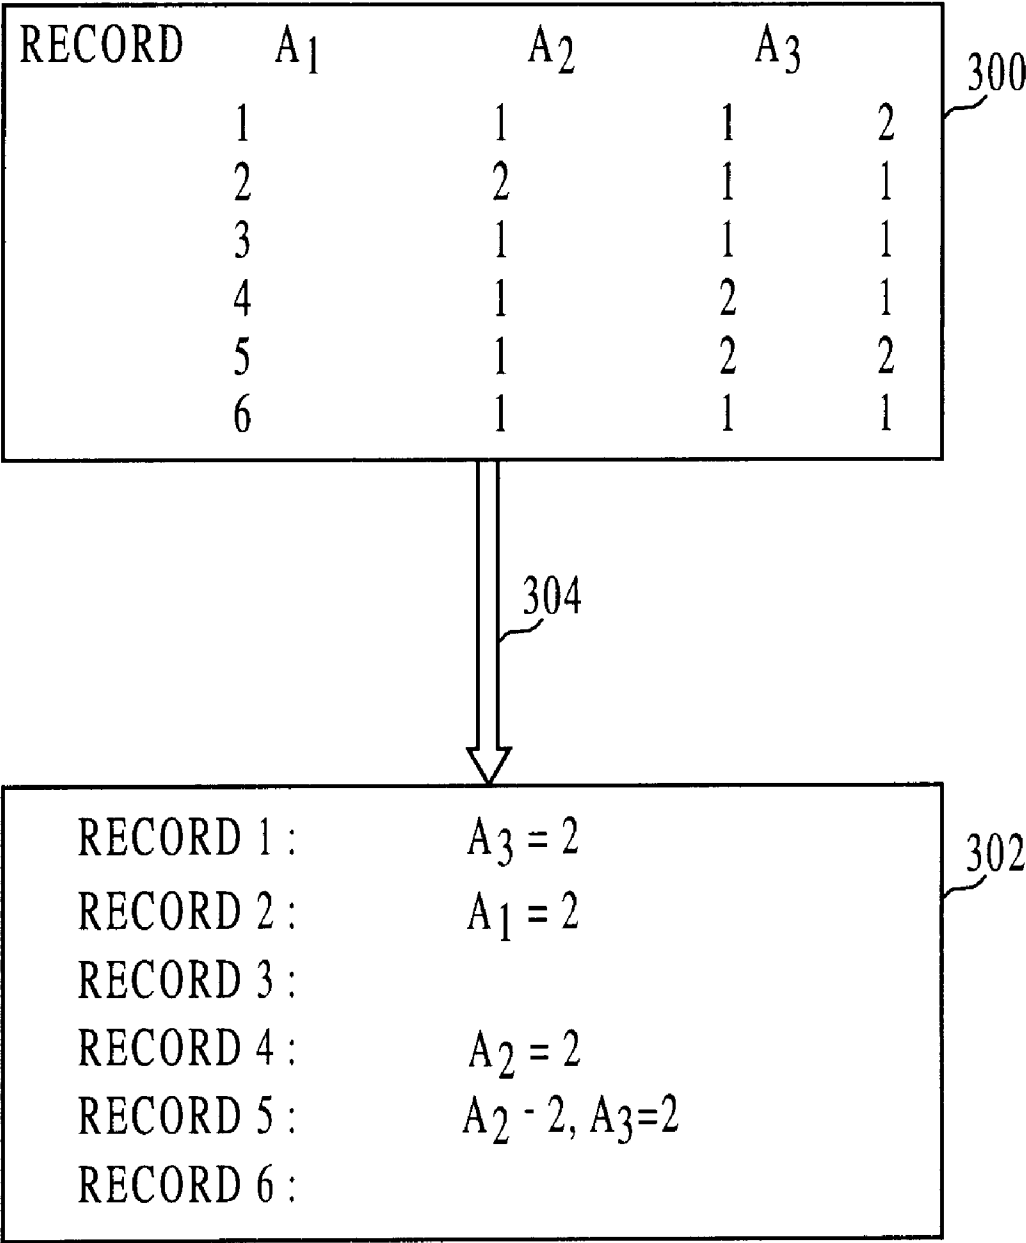 RECORD A1 A2 A3
300
1 1 1 2
2 2 1 1
3 1 1 1
4 1 2 1
5 1 2 2
6 1 1 1
304
RECORD 1 : A3 = 2
302
RECORD 2 : A1 = 2
RECORD 3 :
RECORD 4 : A2 = 2
RECORD 5 : A2 - 2, A3=2
RECORD 6 :